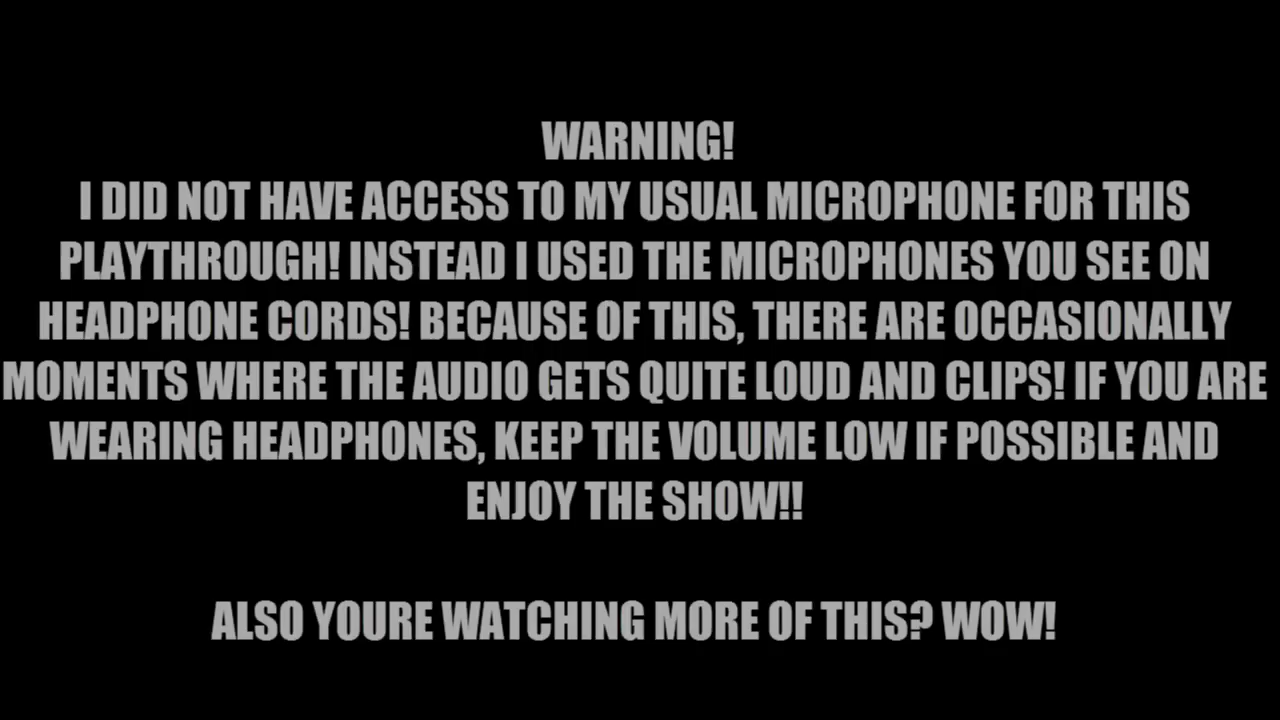 WARNING!
I DID NOT HAVE ACCESS TO MY USUAL MICROPHONE FOR THIS
PLAYTHROUGH! INSTEAD I USED THE MICROPHONES YOU SEE ON
HEADPHONE CORDS! BECAUSE OF THIS, THERE ARE OCCASIONALLY
MOMENTS WHERE THE AUDIO GETS QUITE LOUD AND CLIPS! IF YOU ARE
WEARING HEADPHONES, KEEP THE VOLUME LOW IF POSSIBLE AND
ENJOY THE SHOW!!
ALSO YOURE WATCHING MORE OF THIS? WOW!